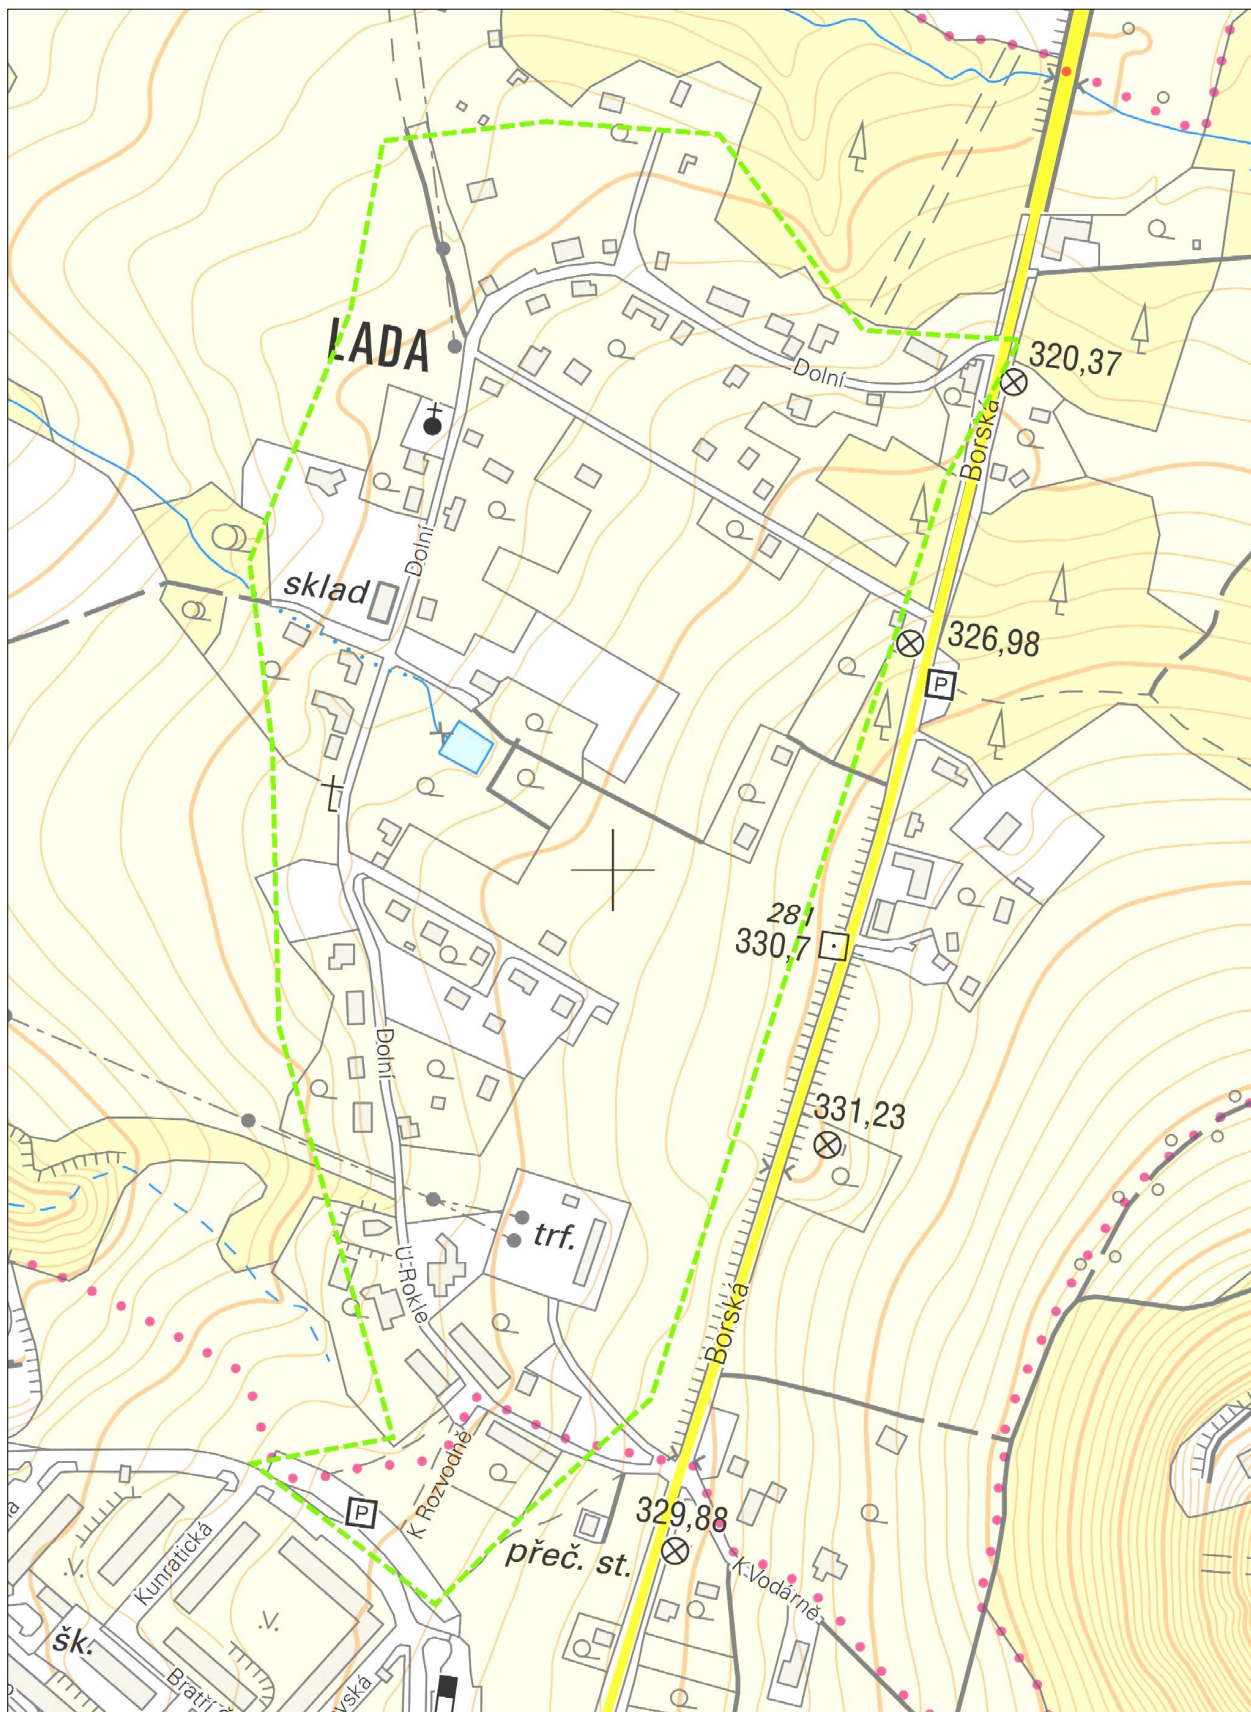 LADA
320,37
Dolní
Borská
Dolní
sklad
326,98
P
281
330,7
Dolní
331,23
trf.
U Rokle
Borská
K Rozvodně
P
329,88
přeč. st.
Kunratická
K Vodárně
šk.
Bratří